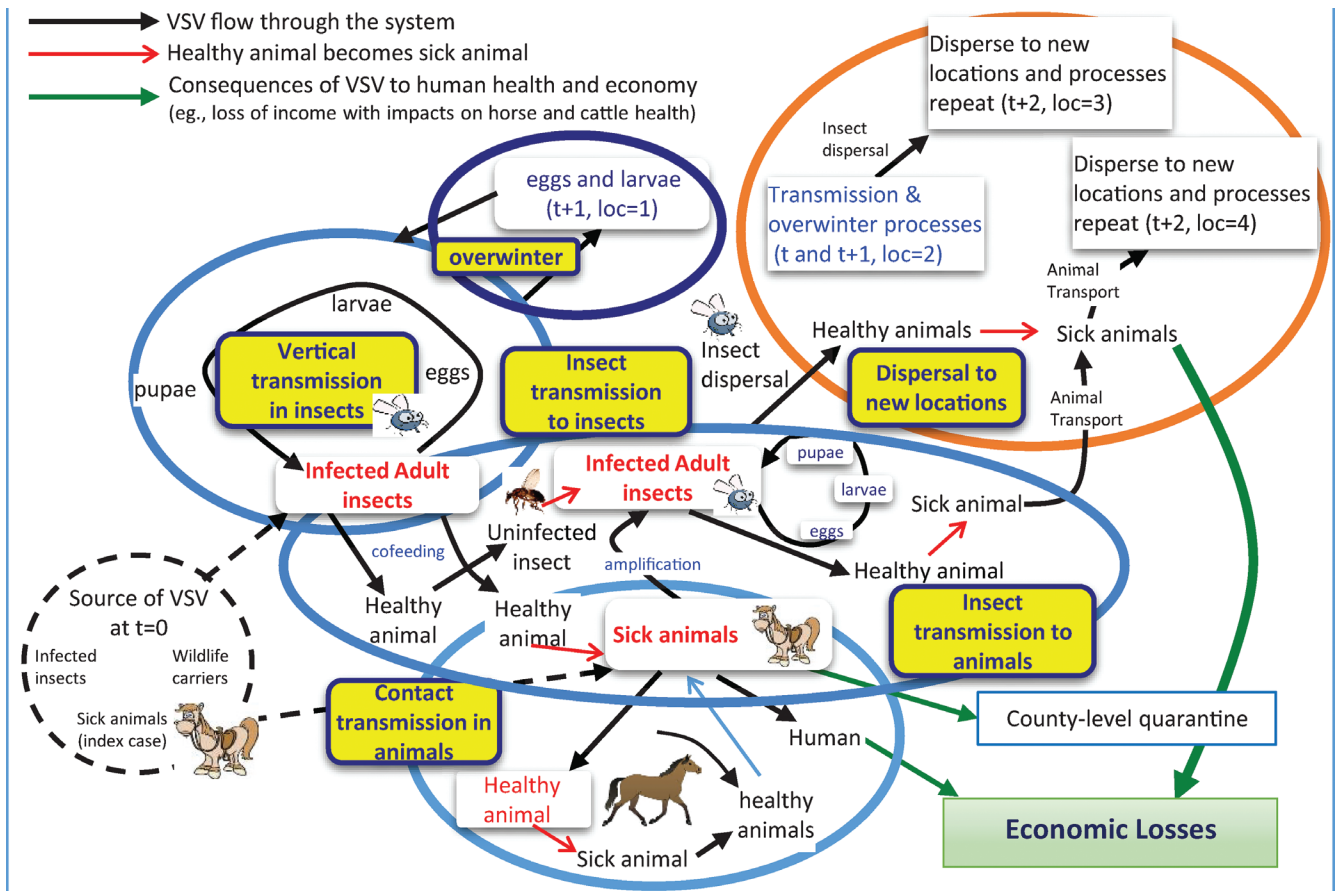 VSV flow through the system
Healthy animal becomes sick animal
Consequences of VSV to human health and economy
(eg., loss of income with impacts on horse and cattle health)
Disperse to new
locations and processes
repeat (t+2, loc=3)
Insect
dispersal
Disperse to new
locations and processes
repeat (t+2, loc=4)
Transmission &
overwinter processes
(t and t+1, loc=2)
eggs and larvae
(t+1, loc=1)
overwinter
Animal
Transport
larvae
Vertical
transmission
in insects
pupae
eggs
Insect
transmission
to insects
Insect
dispersal
Healthy animals
Sick animals
Dispersal to
new locations
Animal
Transport
Infected Adult
insects
Infected Adult
insects
pupae
larvae
eggs
Sick animal
Uninfected
insect
cofeeding
amplification
Healthy animal
Healthy
animal
Healthy
animal
Sick animals
Insect
transmission to
animals
Source of VSV
at t=0
Infected
insects
Wildlife
carriers
Sick animals
(index case)
Contact
transmission in
animals
County-level quarantine
Human
Healthy
animal
healthy
animals
Sick animal
Economic Losses